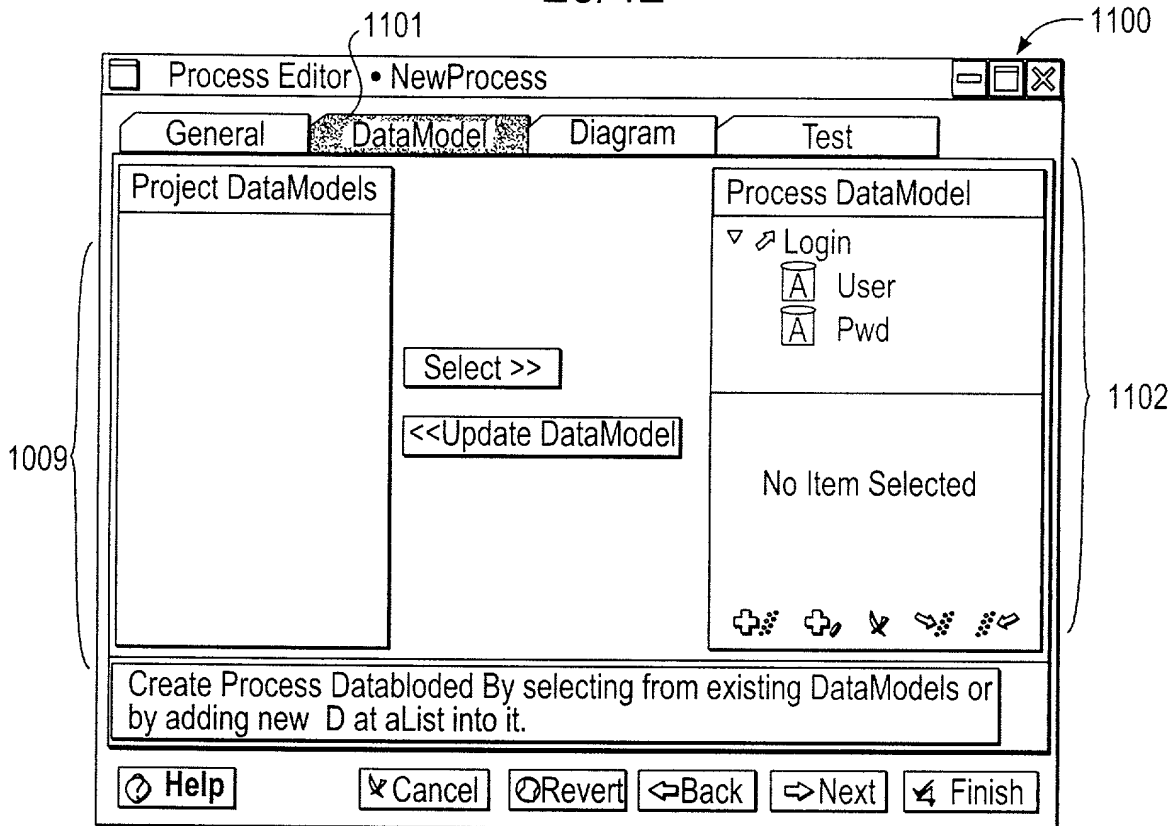 1101
1100
Process Editor • NewProcess
General DataModel Diagram Test
Project DataModels
Process DataModel
Login
A User
A Pwd
Select >>
<<Update DataModel
1102
1009
No Item Selected
Create Process Databloded By selecting from existing DataModels or
by adding new D at aList into it.
? Help Cancel Revert Back Next Finish